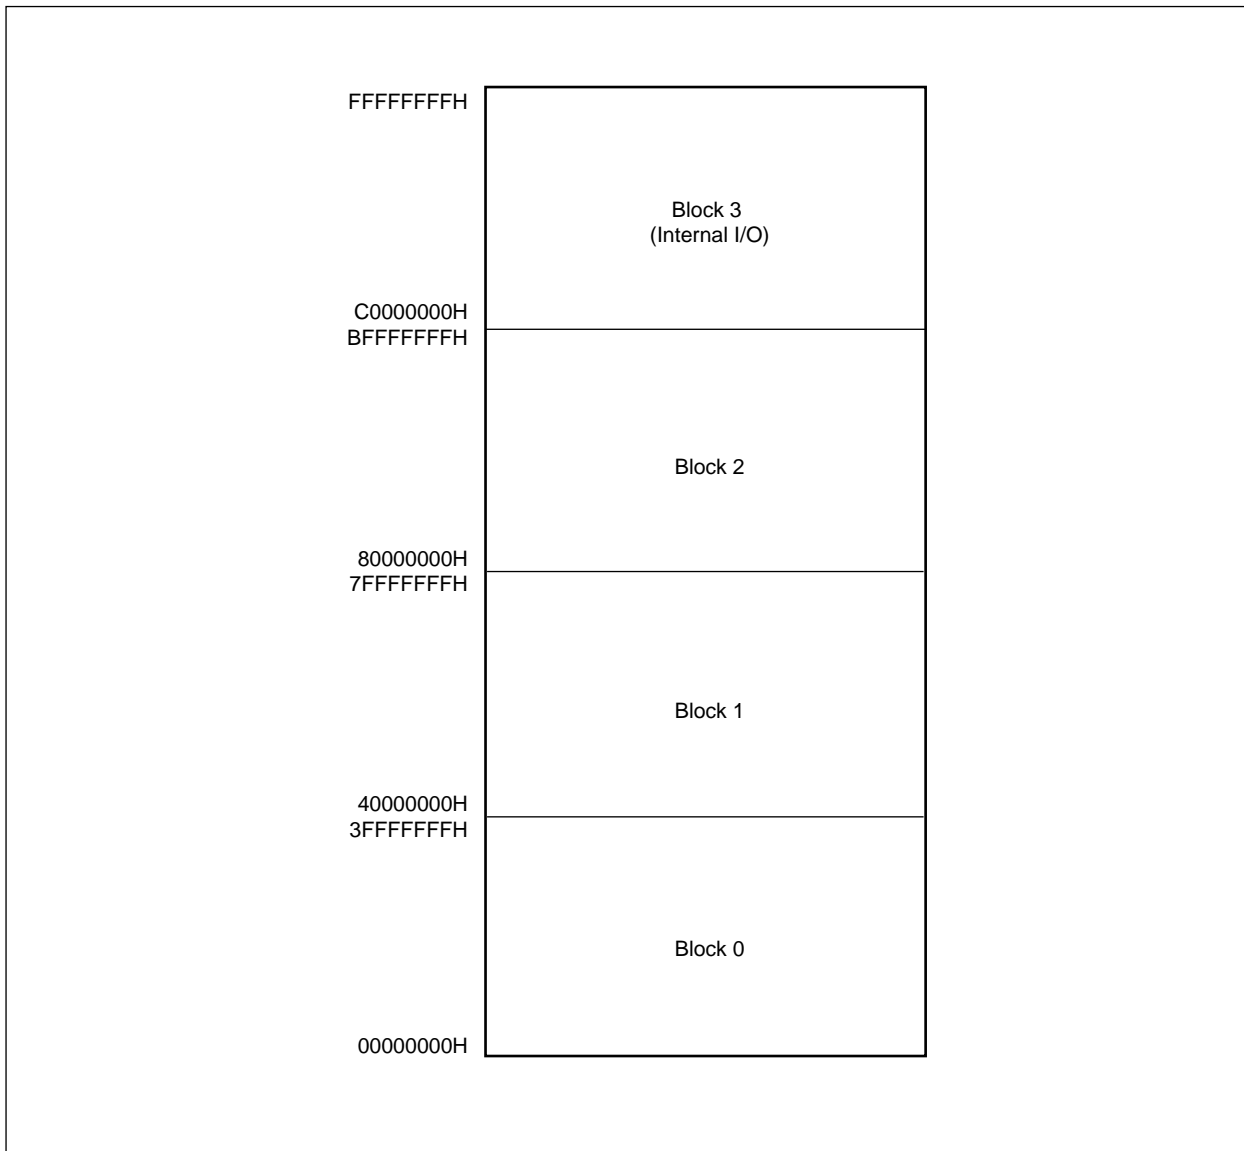 FFFFFFFFH
Block 3
(Internal I/O)
C0000000H
BFFFFFFFH
Block 2
80000000H
7FFFFFFFH
Block 1
40000000H
3FFFFFFFH
Block 0
00000000H